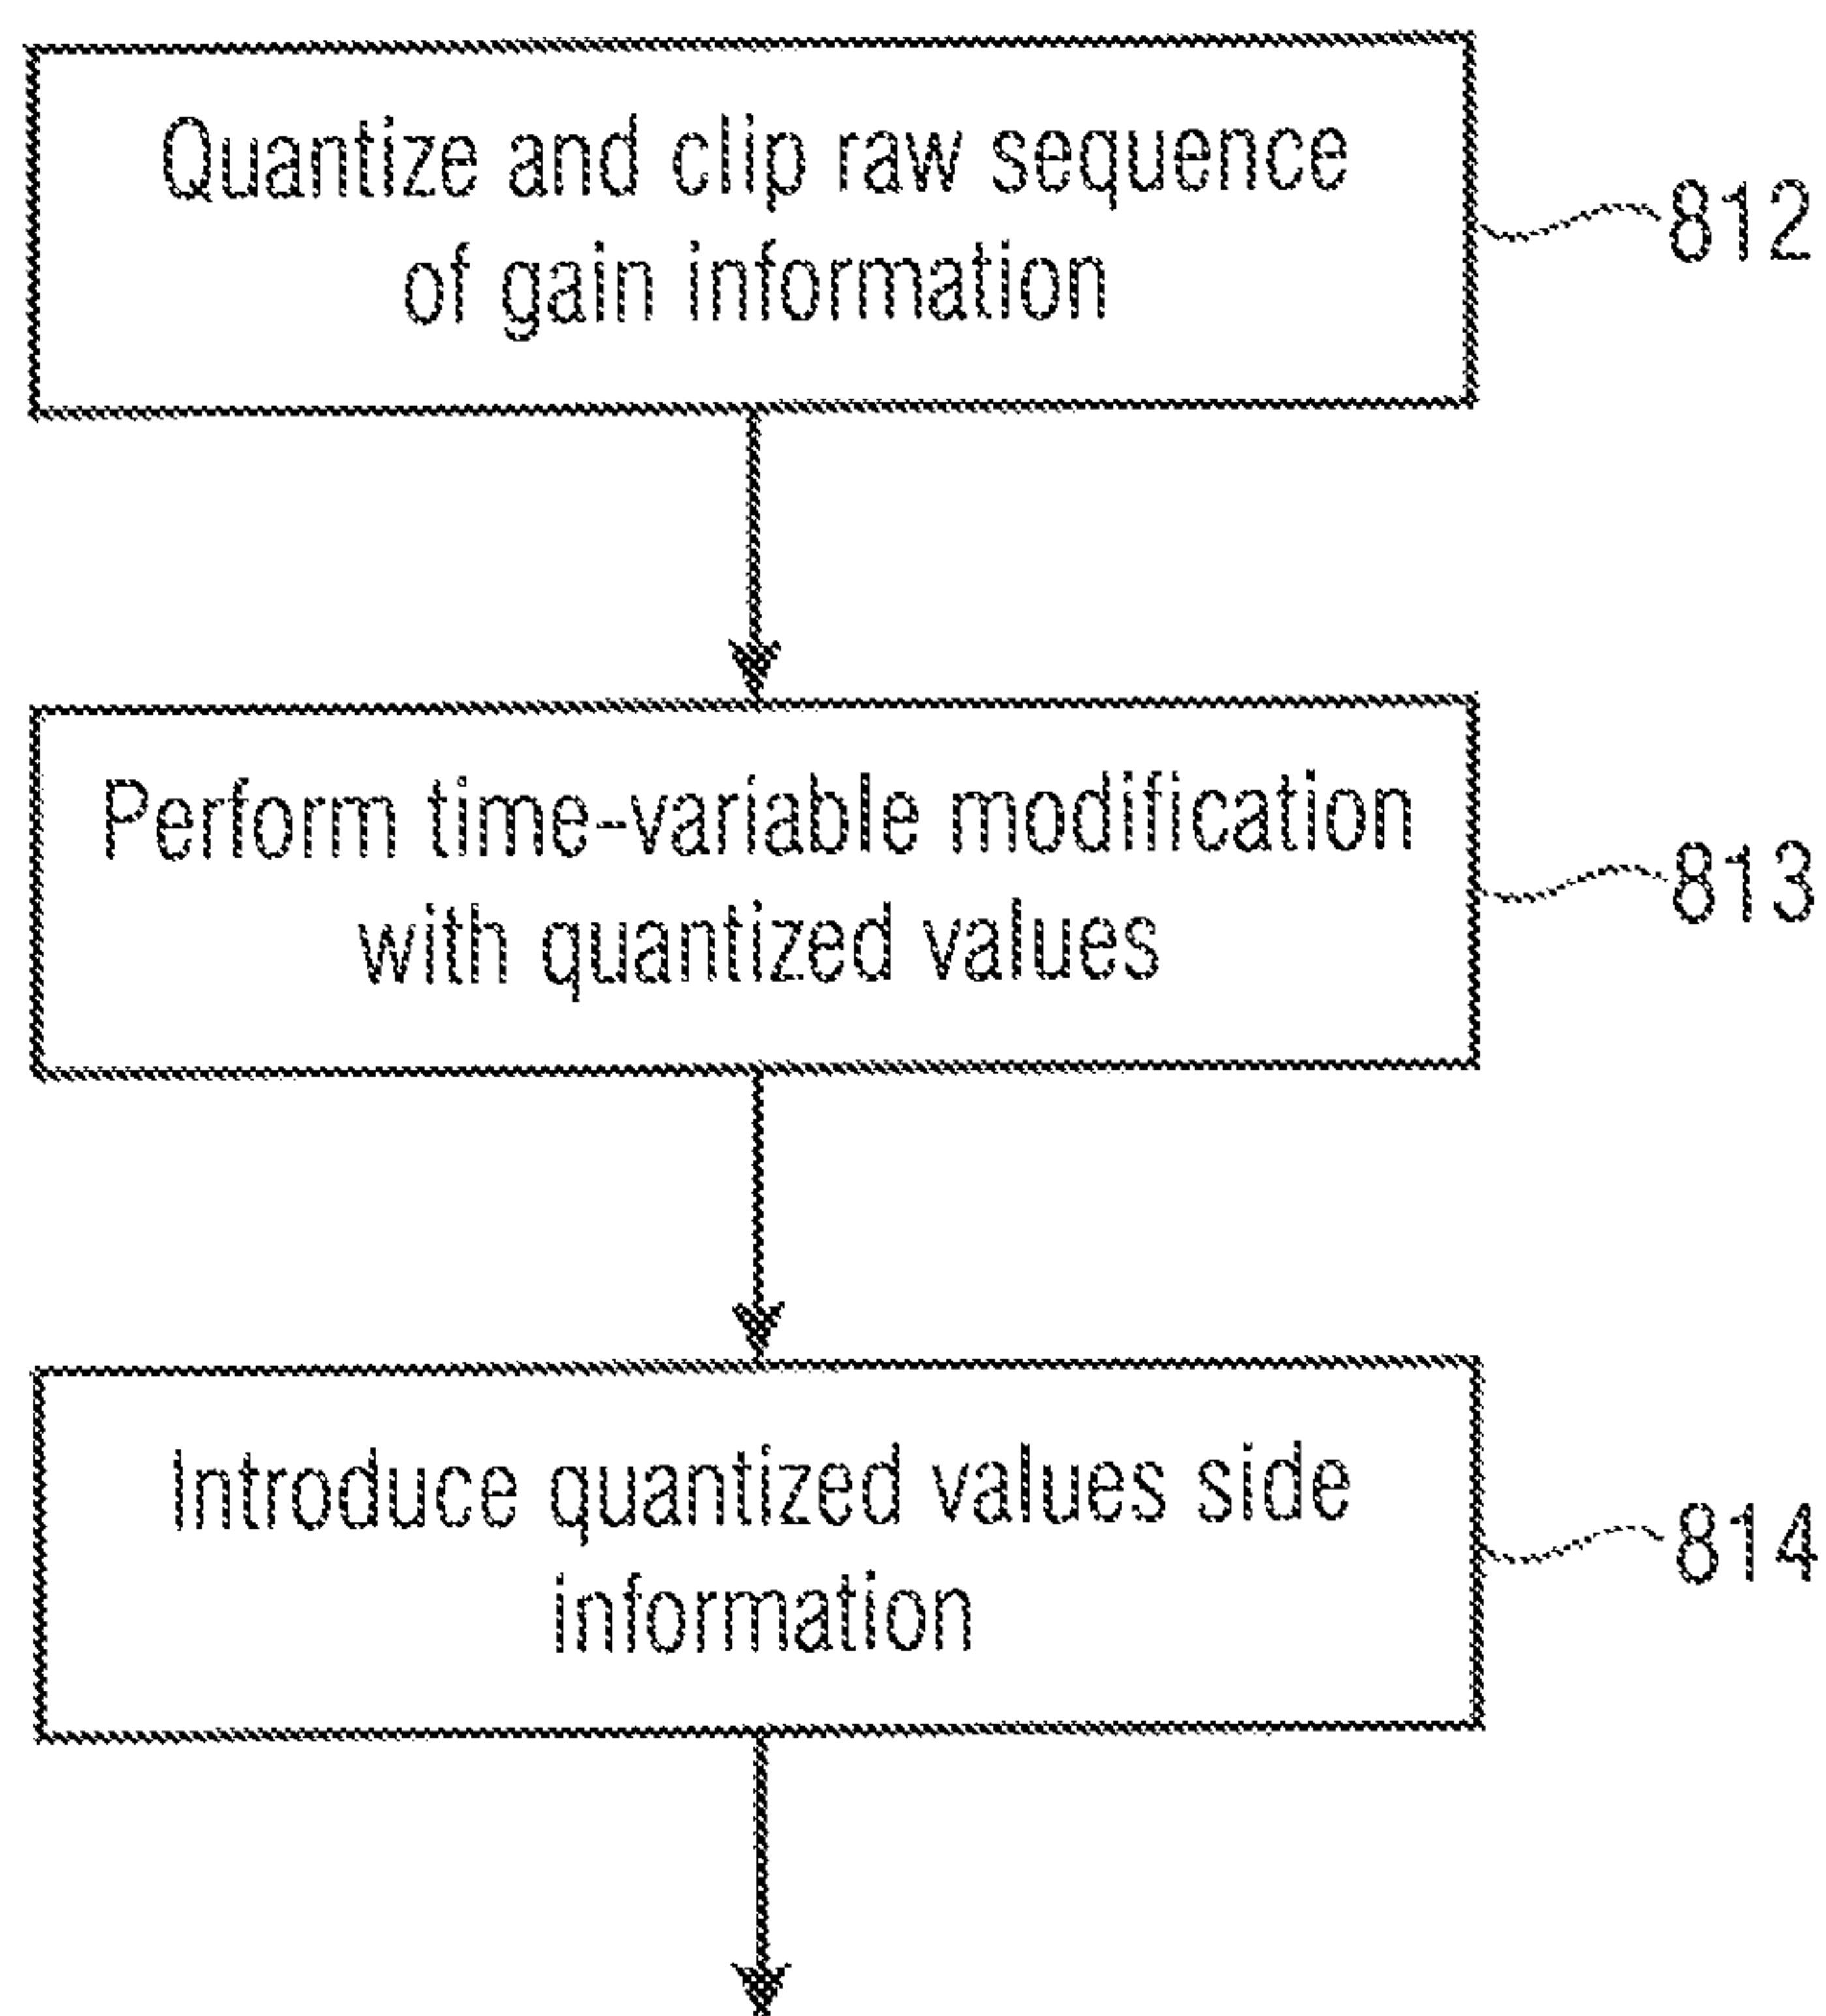 Quantize and clip raw sequence
of gain information
812
Perform time-variable modification
with quantized values
813
Introduce quantized values side
information
814